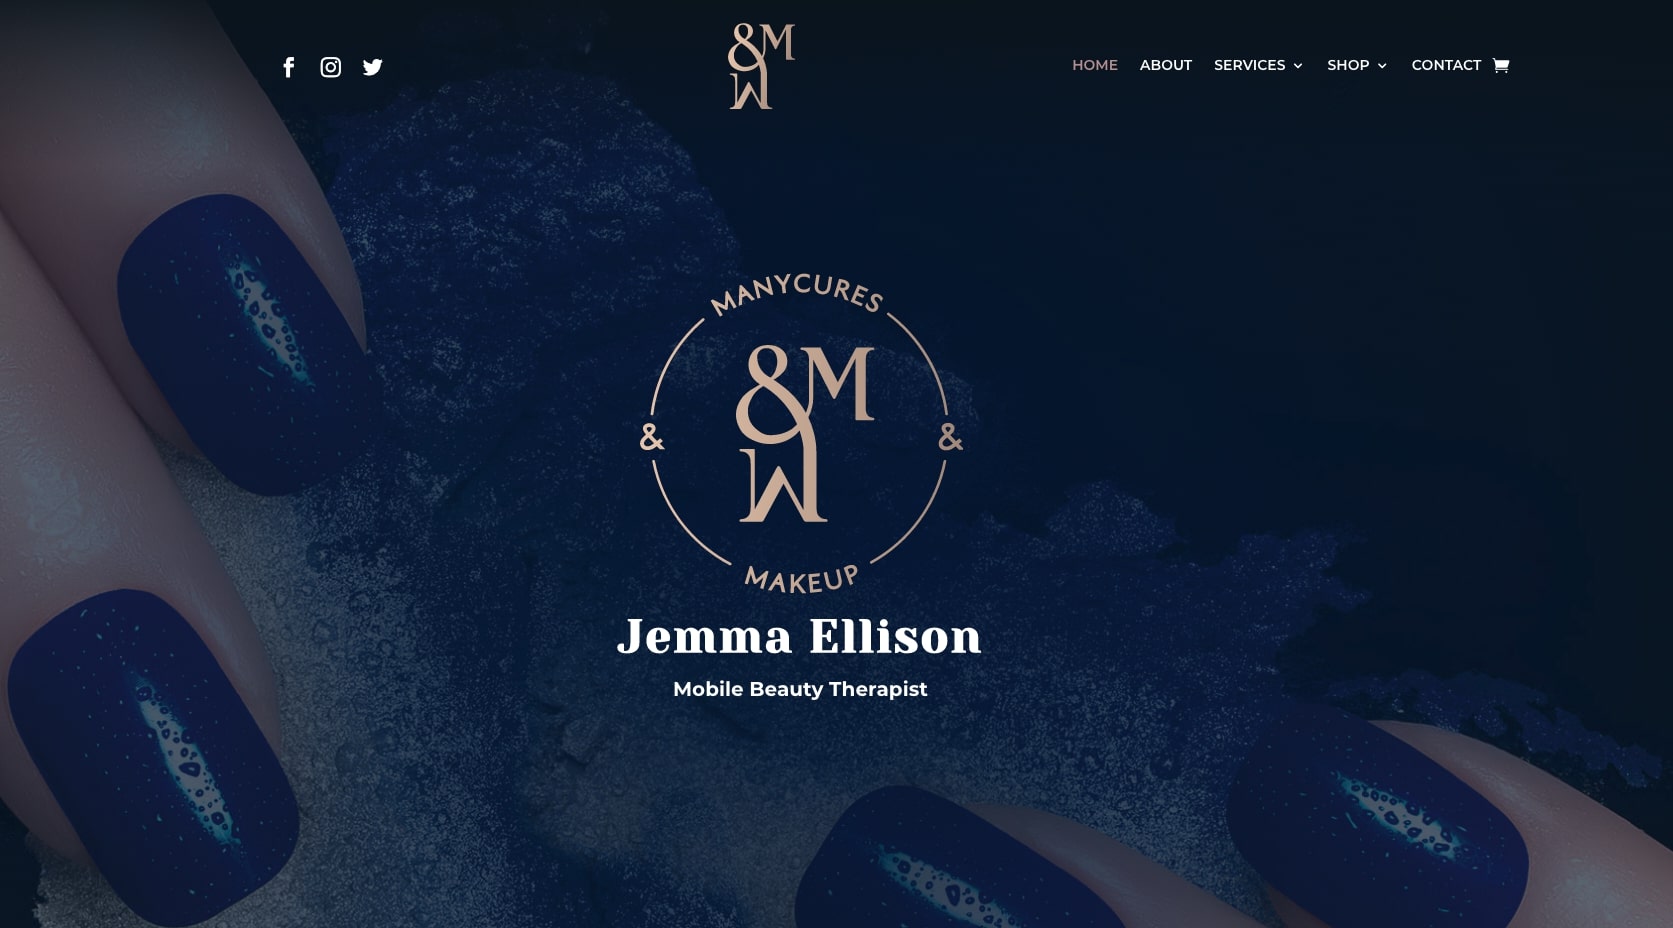 &M
M
HOME ABOUT SERVICES SHOP CONTACT
MANYCURES
&M
M
& &
MAKEUP
Jemma Ellison
Mobile Beauty Therapist